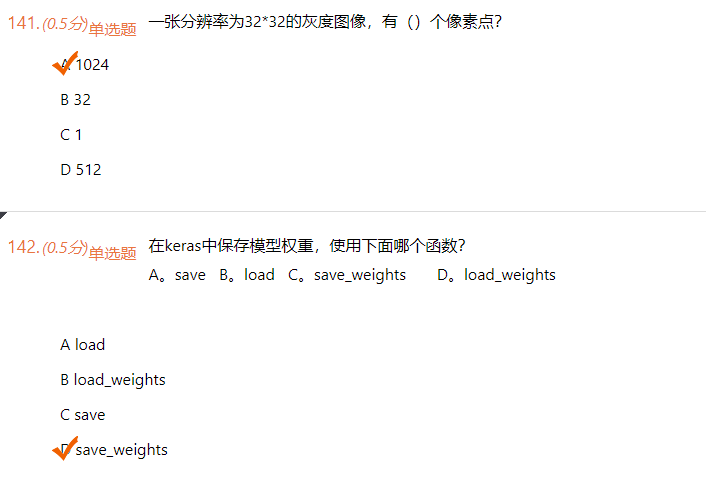 141.(0.5分)单选题 一张分辨率为32*32的灰度图像，有（）个像素点？
A 1024
B 32
C 1
D 512
142.(0.5分)单选题 在keras中保存模型权重，使用下面哪个函数？
A。save B。load C。save_weights D。load_weights
A load
B load_weights
C save
D save_weights